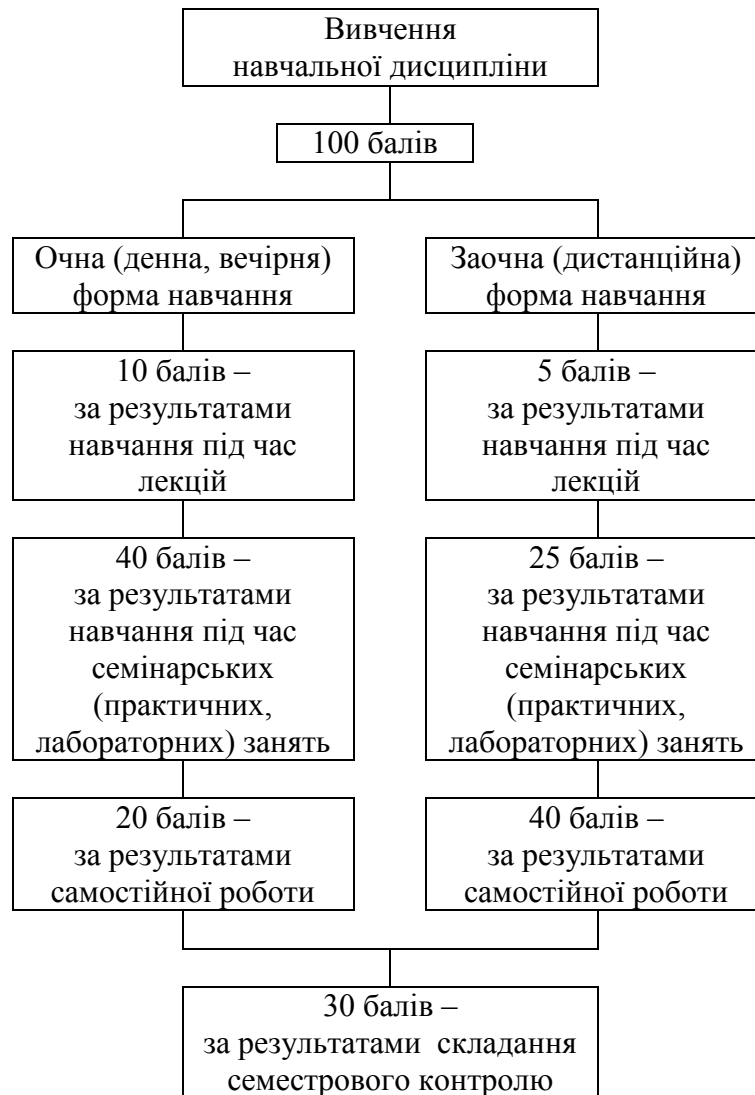 Вивчення
навчальної дисципліни
100 балів
Очна (денна, вечірня)
форма навчання
10 балів –
за результатами
навчання під час
лекцій
40 балів –
за результатами
навчання під час
семінарських
(практичних,
лабораторних) занять
20 балів –
за результатами
самостійної роботи
Заочна (дистанційна)
форма навчання
5 балів –
за результатами
навчання під час
лекцій
25 балів –
за результатами
навчання під час
семінарських
(практичних,
лабораторних) занять
40 балів –
за результатами
самостійної роботи
30 балів –
за результатами складання
семестрового контролю